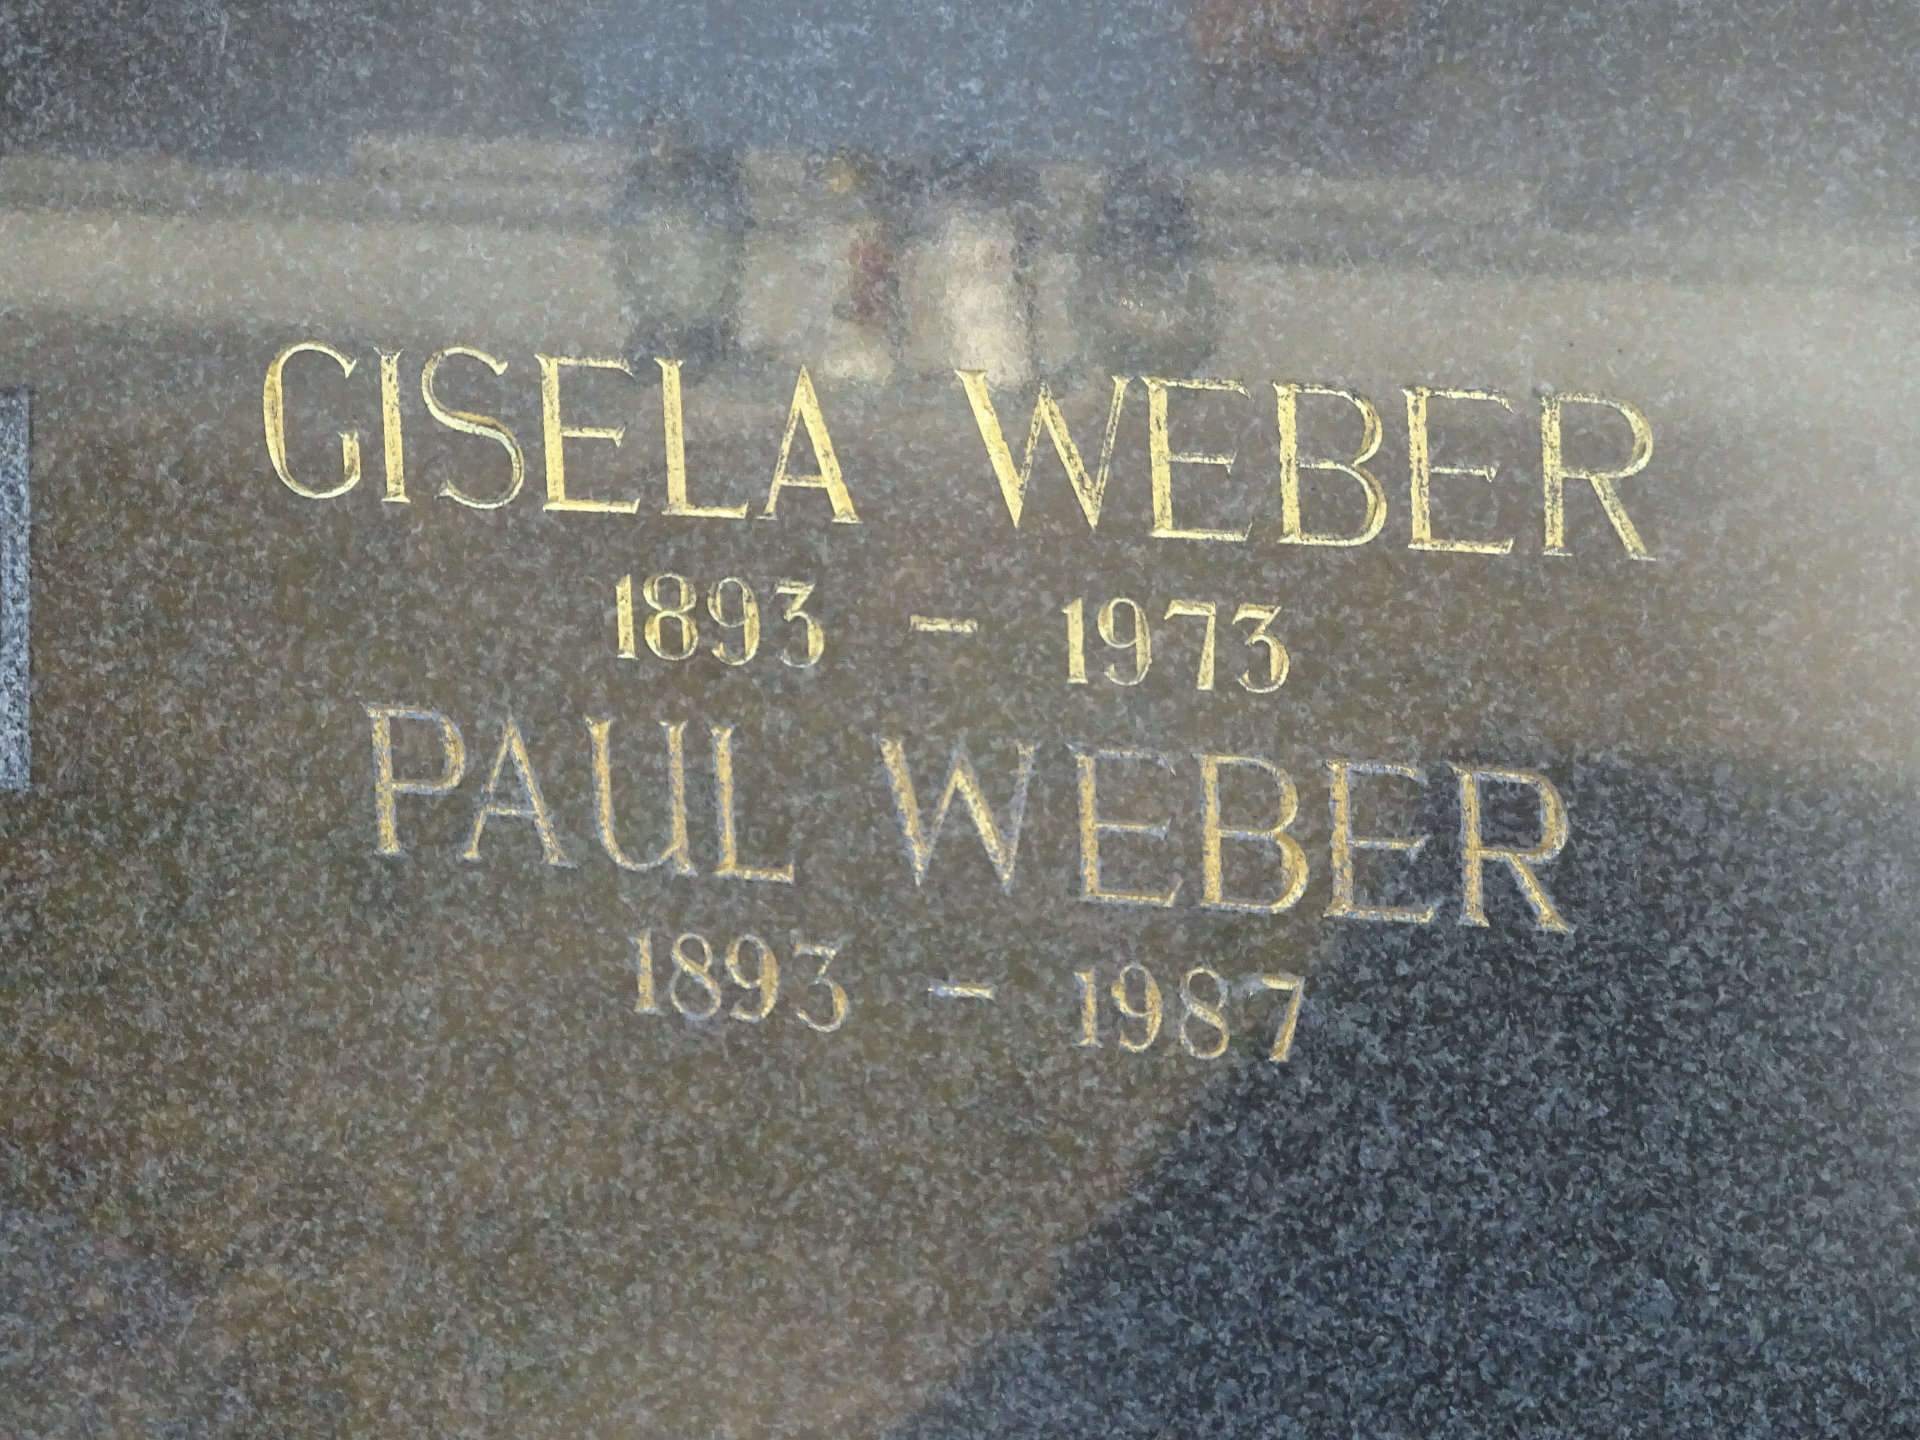 GISELA WEBER
1893 - 1973
PAUL WEBER
1893 - 1987